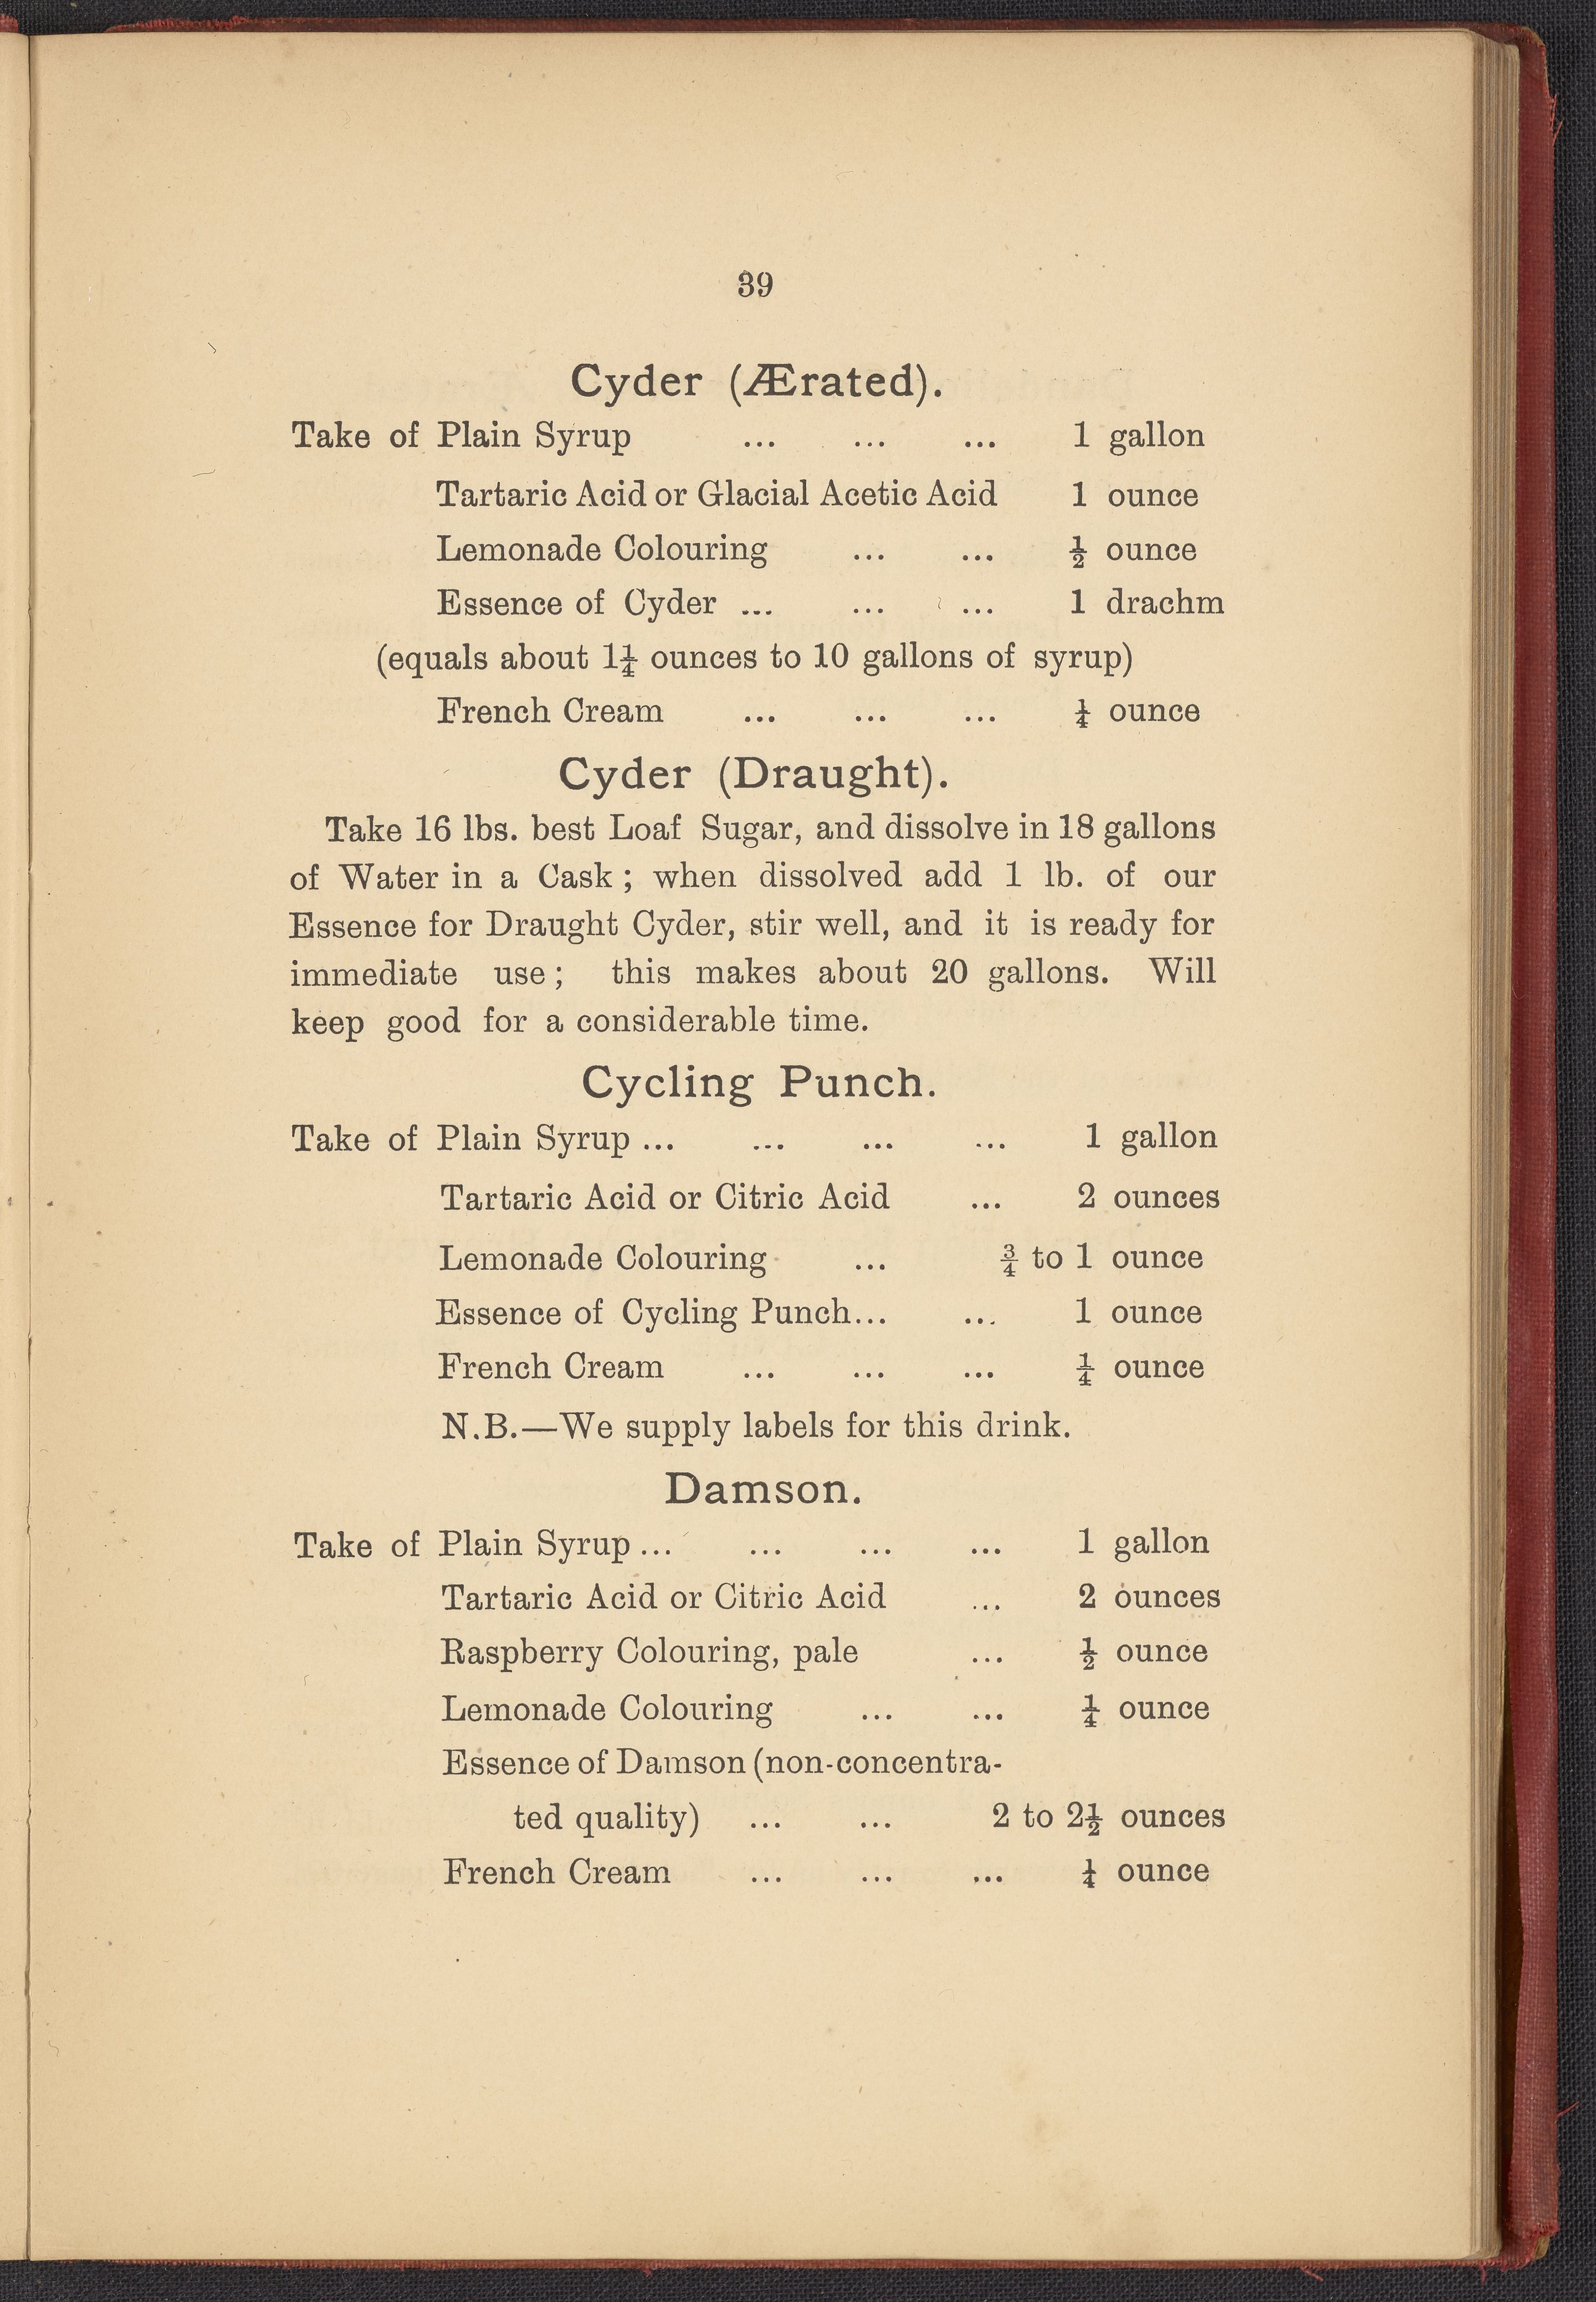 39
Cyder (Ærated).
Take of Plain Syrup ... ... ... 1 gallon
Tartaric Acid or Glacial Acetic Acid 1 ounce
Lemonade Colouring ... ... ½ ounce
Essence of Cyder ... ... ... 1 drachm
(equals about 1¼ ounces to 10 gallons of syrup)
French Cream ... ... ... ¼ ounce
Cyder (Draught).
Take 16 lbs. best Loaf Sugar, and dissolve in 18 gallons
of Water in a Cask ; when dissolved add 1 lb. of our
Essence for Draught Cyder, stir well, and it is ready for
immediate use ; this makes about 20 gallons. Will
keep good for a considerable time.
Cycling Punch.
Take of Plain Syrup ... ... ... ... 1 gallon
Tartaric Acid or Citric Acid ... 2 ounces
Lemonade Colouring ... ¾ to 1 ounce
Essence of Cycling Punch... ... 1 ounce
French Cream ... ... ... ¼ ounce
N.B.—We supply labels for this drink.
Damson.
Take of Plain Syrup ... ... ... ... 1 gallon
Tartaric Acid or Citric Acid ... 2 ounces
Raspberry Colouring, pale ... ½ ounce
Lemonade Colouring ... ... ¼ ounce
Essence of Damson (non-concentra-
ted quality) ... ... 2 to 2½ ounces
French Cream ... ... ... ¼ ounce